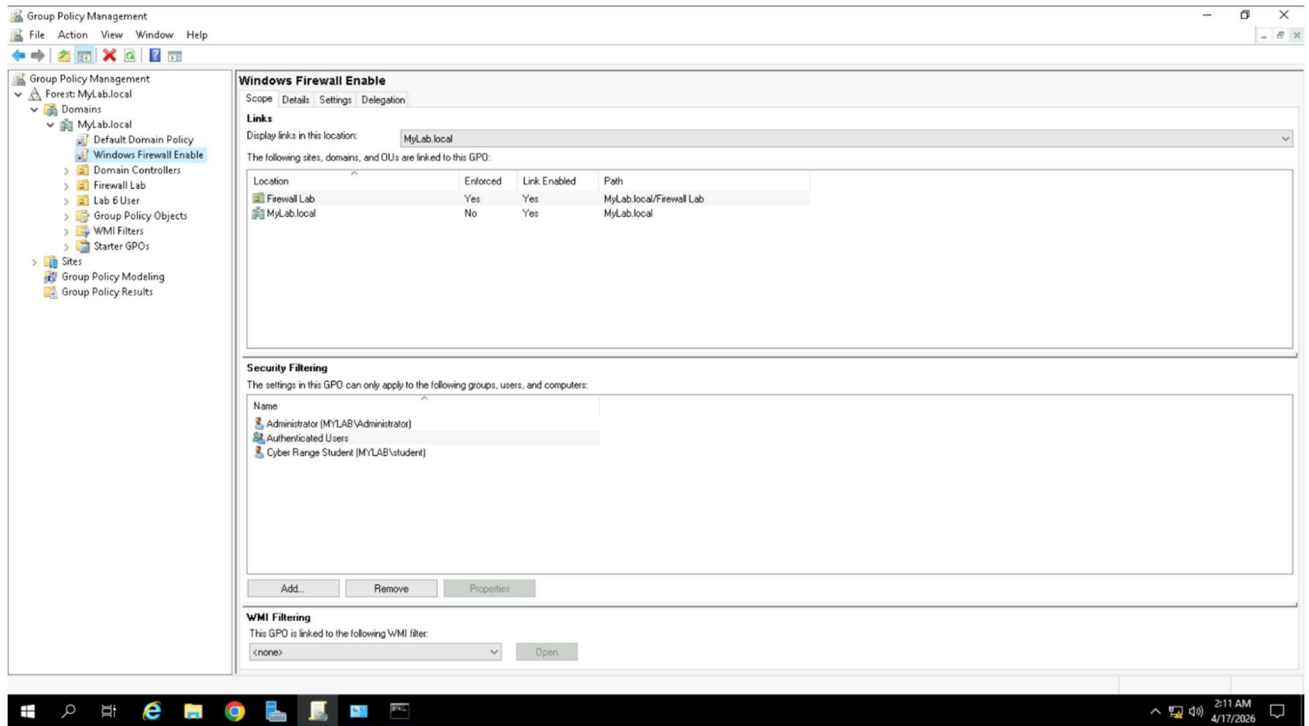 Group Policy Management
File Action View Window Help
Group Policy Management
Forest: MyLab.local
Domains
MyLab.local
Default Domain Policy
Windows Firewall Enable
Domain Controllers
Firewall Lab
Lab 6 User
Group Policy Objects
WMI Filters
Starter GPOs
Sites
Group Policy Modeling
Group Policy Results
Windows Firewall Enable
Scope Details Settings Delegation
Links
Display links in this location: MyLab.local
The following sites, domains, and OUs are linked to this GPO:
Location Enforced Link Enabled Path
Firewall Lab Yes Yes MyLab.local/Firewall Lab
MyLab.local No Yes MyLab.local
Security Filtering
The settings in this GPO can only apply to the following groups, users, and computers:
Name
Administrator (MYLAB\Administrator)
Authenticated Users
Cyber Range Student (MYLAB\student)
Add... Remove Properties
WMI Filtering
This GPO is linked to the following WMI filter:
<none> Open
2:11 AM
4/17/2026